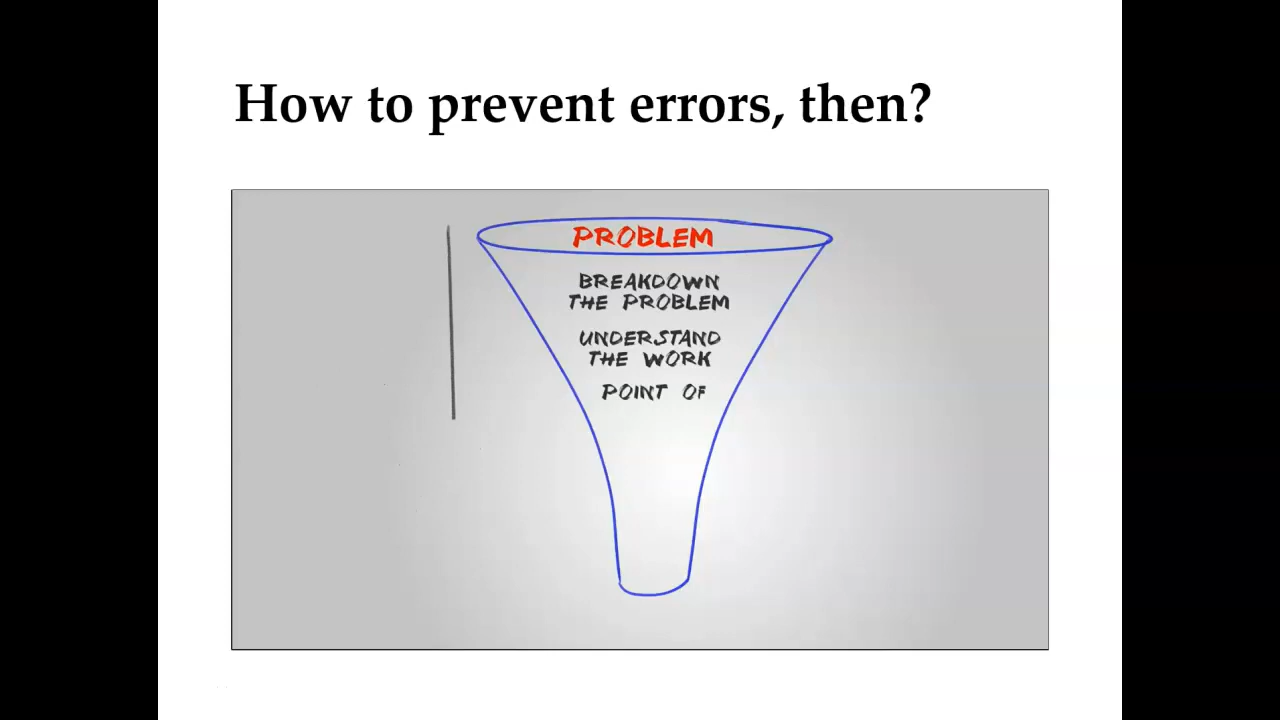 How to prevent errors, then?
PROBLEM
BREAKDOWN
THE PROBLEM
UNDERSTAND
THE WORK
POINT OF